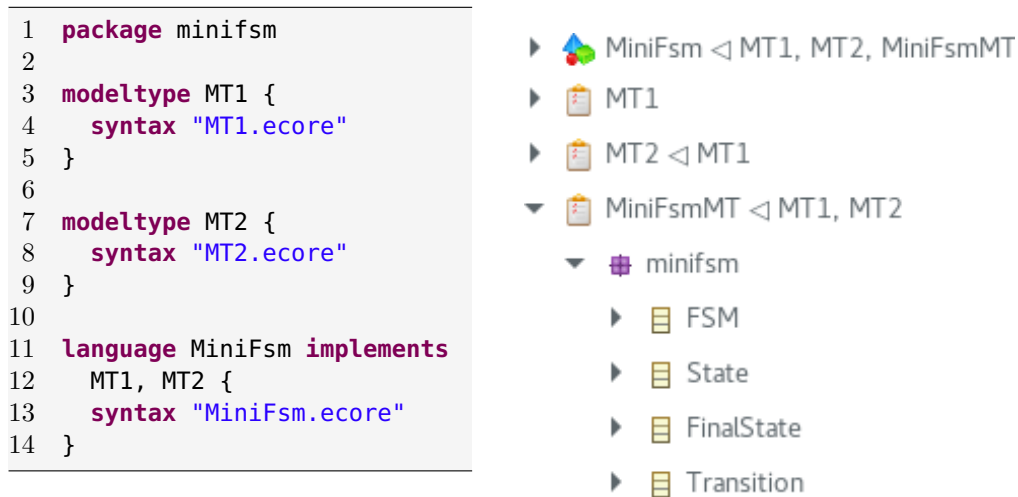 1 package minifsm
2
3 modeltype MT1 {
4 syntax "MT1.ecore"
5 }
6
7 modeltype MT2 {
8 syntax "MT2.ecore"
9 }
10
11 language MiniFsm implements
12 MT1, MT2 {
13 syntax "MiniFsm.ecore"
14 }
MiniFsm ◁ MT1, MT2, MiniFsmMT
MT1
MT2 ◁ MT1
MiniFsmMT ◁ MT1, MT2
minifsm
FSM
State
FinalState
Transition